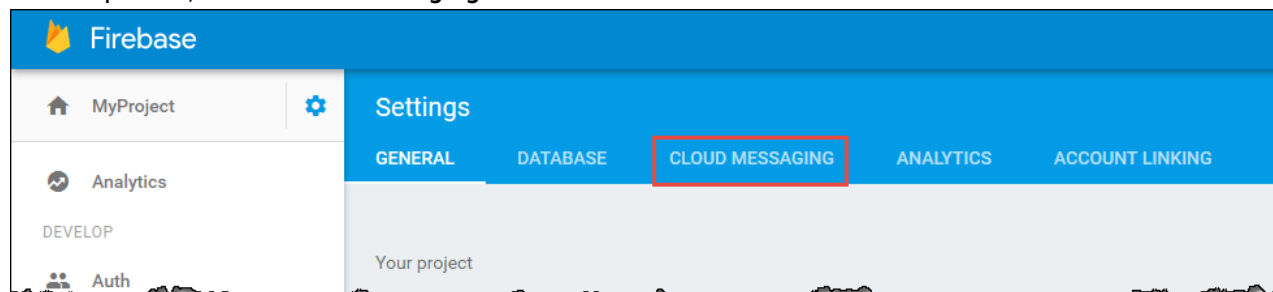 Firebase
MyProject
Settings
GENERAL DATABASE CLOUD MESSAGING ANALYTICS ACCOUNT LINKING
Analytics
DEVELOP
Your project
Auth